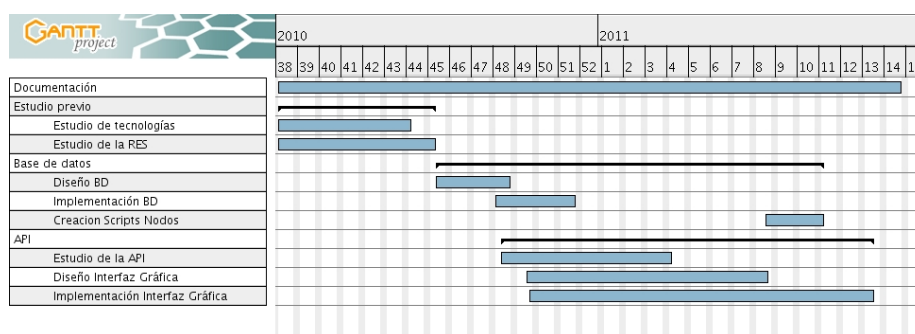 GANTT
project
2010 2011
38 39 40 41 42 43 44 45 46 47 48 49 50 51 52 1 2 3 4 5 6 7 8 9 10 11 12 13 14 1
Documentación
Estudio previo
Estudio de tecnologías
Estudio de la RES
Base de datos
Diseño BD
Implementación BD
Creacion Scripts Nodos
API
Estudio de la API
Diseño Interfaz Gráfica
Implementación Interfaz Gráfica